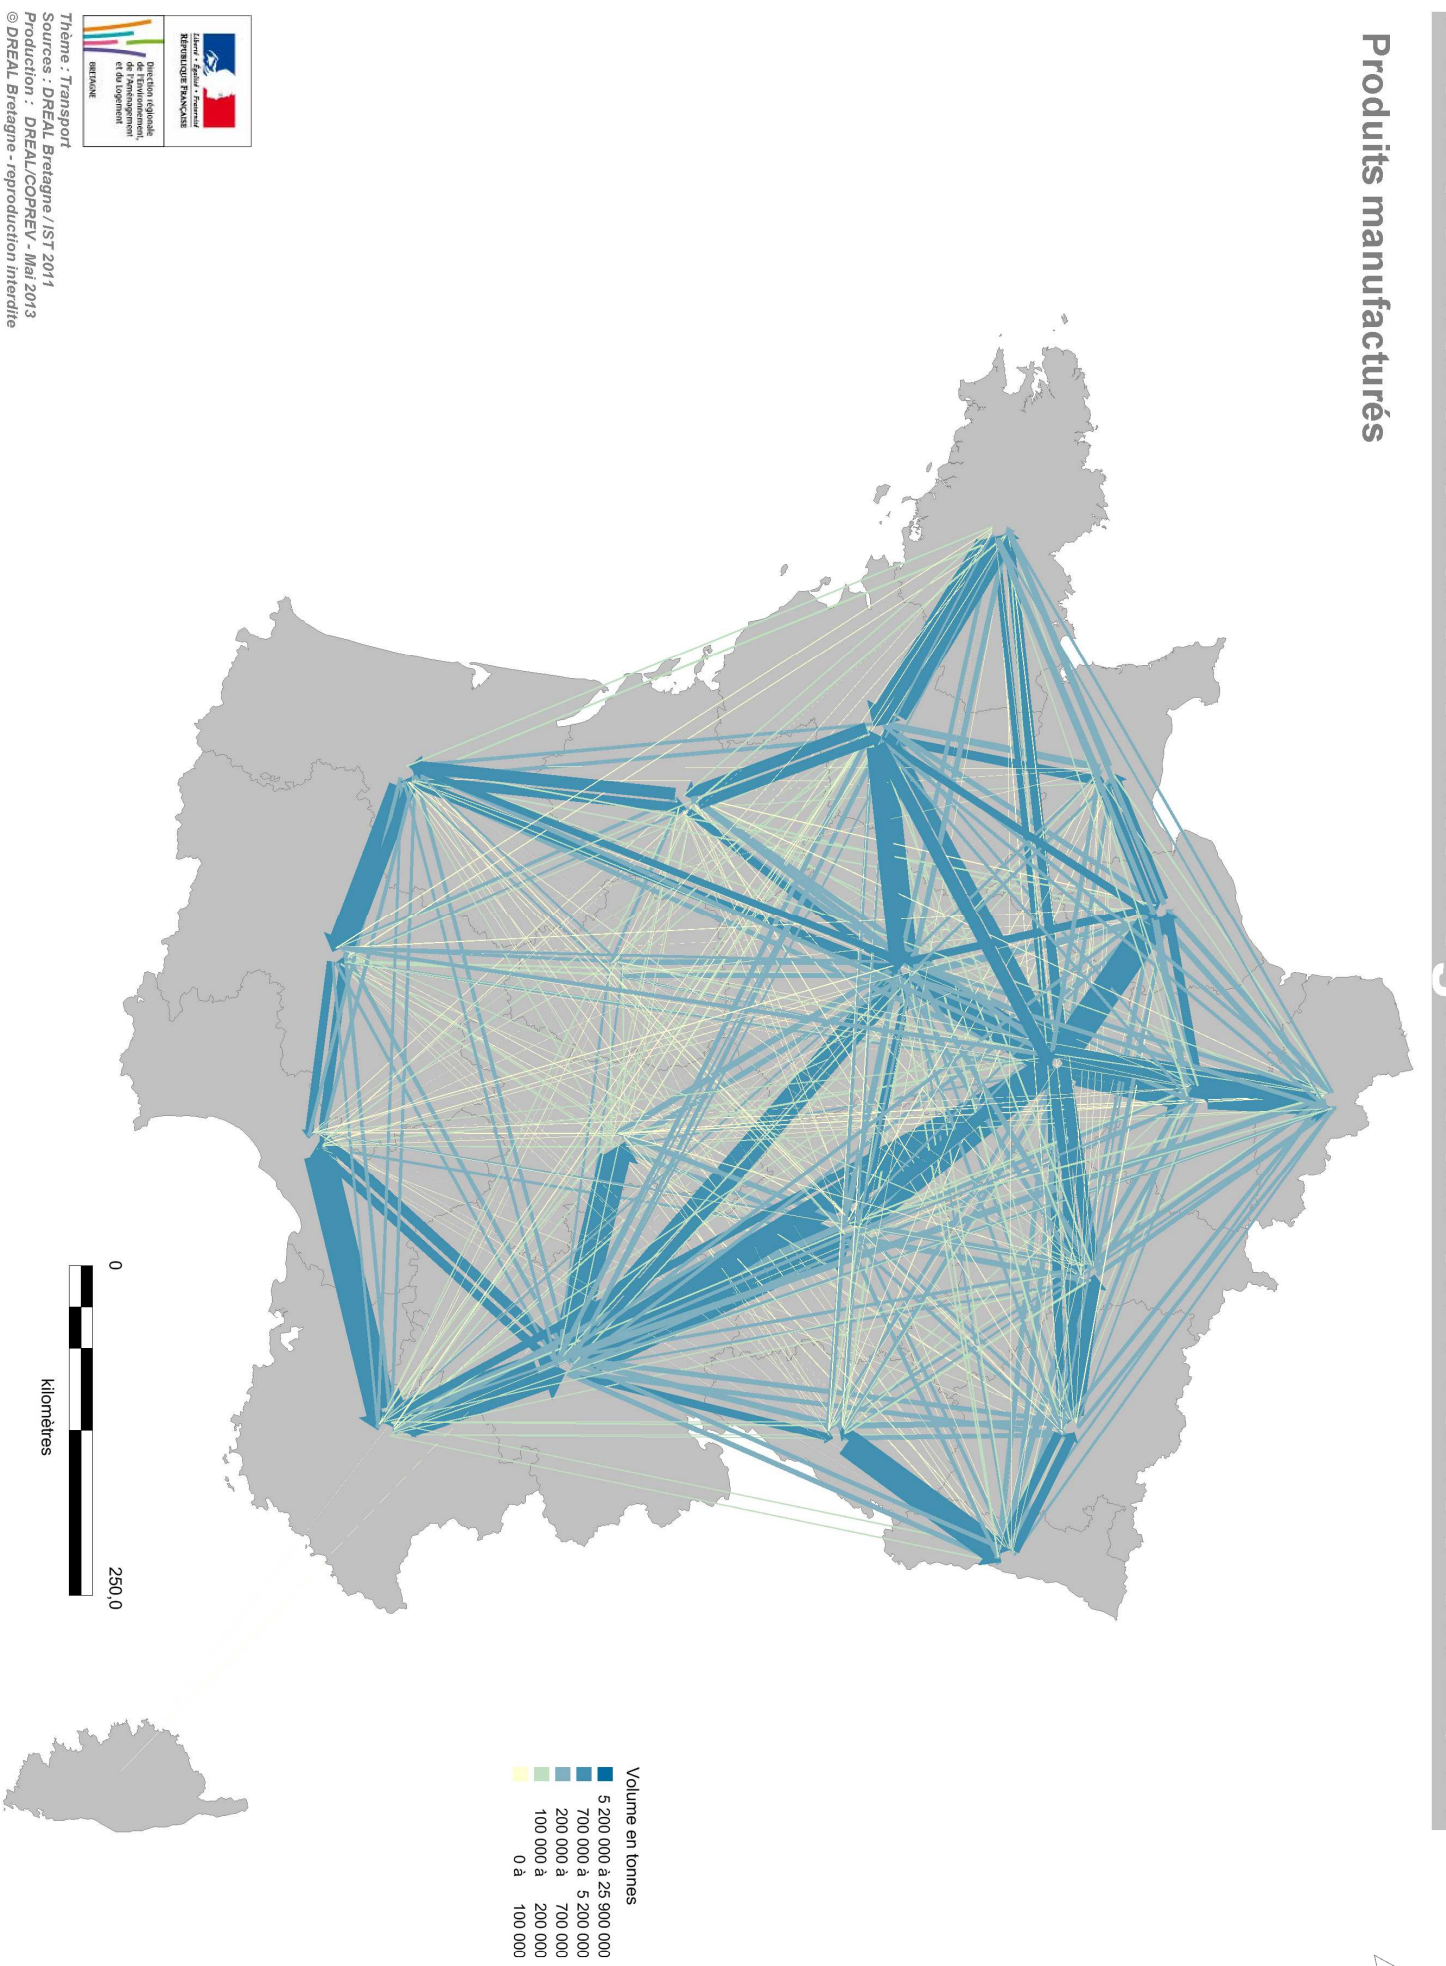 Produits manufacturés
Volume en tonnes
5 200 000 à 25 900 000
700 000 à 5 200 000
200 000 à 700 000
100 000 à 200 000
0 à 100 000
0
250,0
kilomètres
Liberté • Égalité • Fraternité
RÉPUBLIQUE FRANÇAISE
Direction régionale
de l'Environnement,
de l'Aménagement
et du Logement
BRETAGNE
Thème : Transport
Sources : DREAL Bretagne / IST 2011
Production : DREAL/COPREV - Mai 2013
© DREAL Bretagne - reproduction interdite